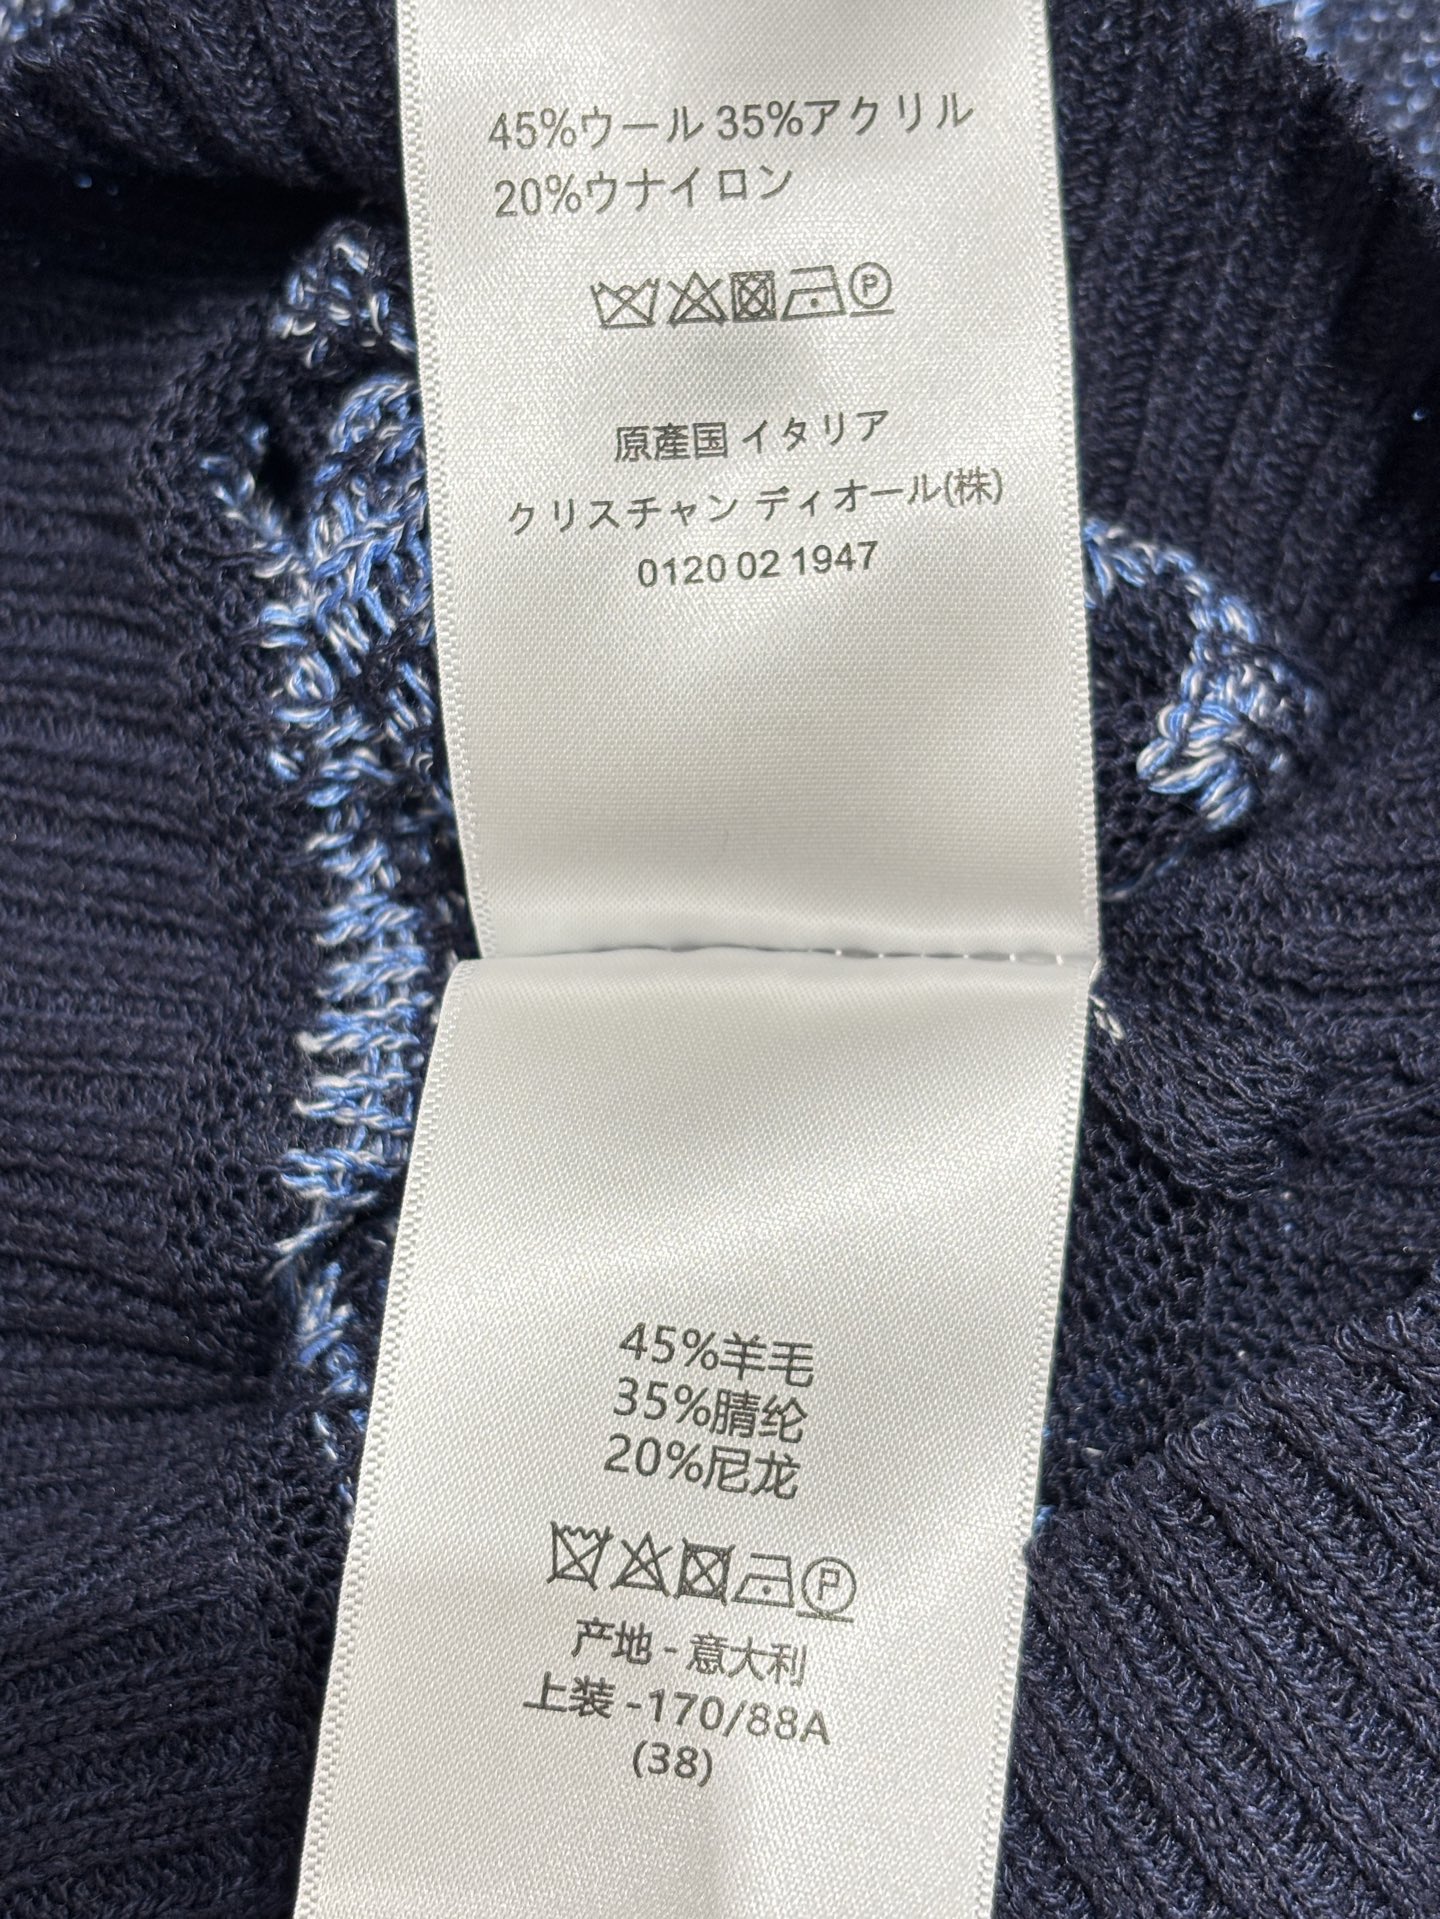 45%ウール 35%アクリル
20%ウナイロン
P
原產国 イタリア
クリスチャン ディオール(株)
0120 02 1947
45%羊毛
35%腈纶
20%尼龙
P
产地 - 意大利
上装 -170/88A
(38)